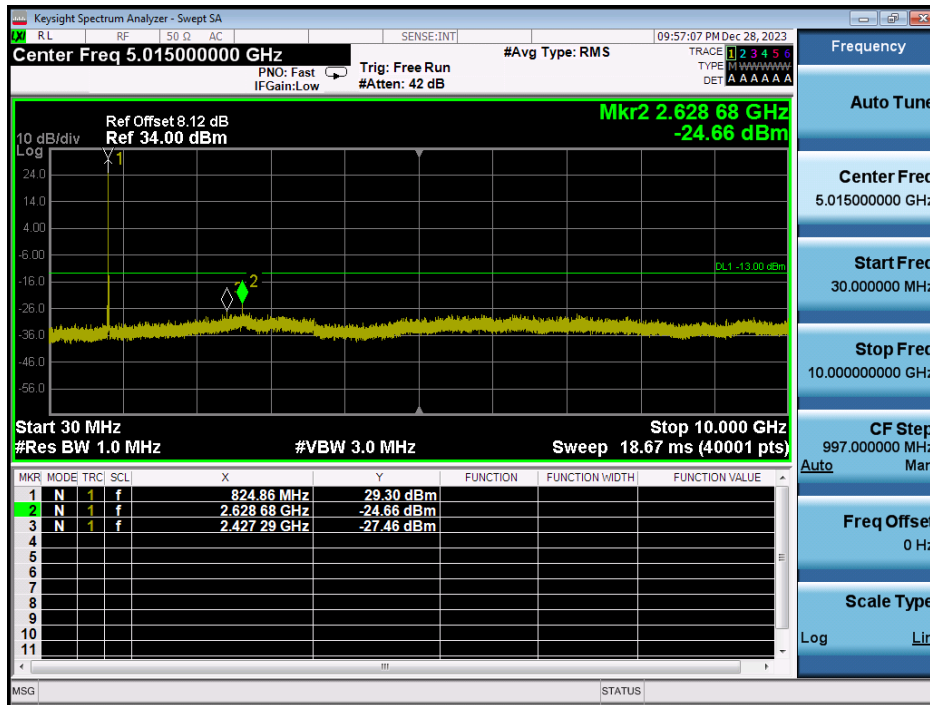 Keysight Spectrum Analyzer - Swept SA
LXI RL RF 50 Ω AC SENSE:INT 09:57:07 PM Dec 28, 2023
Center Freq 5.015000000 GHz #Avg Type: RMS TRACE 1 2 3 4 5 6
PNO: Fast Trig: Free Run TYPE M WWWWW
IFGain:Low #Atten: 42 dB DET A A A A A A
Mkr2 2.628 68 GHz
Ref Offset 8.12 dB
10 dB/div Ref 34.00 dBm -24.66 dBm
Log
1
24.0
14.0
4.00
-6.00
DL1 -13.00 dBm
-16.0
2
-26.0
-36.0
-46.0
-56.0
Start 30 MHz Stop 10.000 GHz
#Res BW 1.0 MHz #VBW 3.0 MHz Sweep 18.67 ms (40001 pts)
MKR MODE TRC SCL X Y FUNCTION FUNCTION WIDTH FUNCTION VALUE
1 N 1 f 824.86 MHz 29.30 dBm
2 N 1 f 2.628 68 GHz -24.66 dBm
3 N 1 f 2.427 29 GHz -27.46 dBm
4
5
6
7
8
9
10
11
MSG STATUS
Frequency
Auto Tune
Center Freq
5.015000000 GHz
Start Freq
30.000000 MHz
Stop Freq
10.000000000 GHz
CF Step
997.000000 MHz
Auto Man
Freq Offset
0 Hz
Scale Type
Log Lin